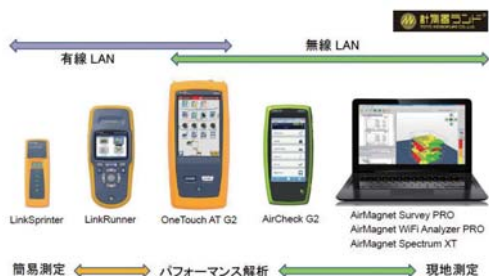 計測器ランド
有線 LAN
無線 LAN
LinkSprinter
LinkRunner
OneTouch AT G2
AirCheck G2
AirMagnet Survey PRO
AirMagnet WiFi Analyzer PRO
AirMagnet Spectrum XT
簡易測定
パフォーマンス解析
現地測定